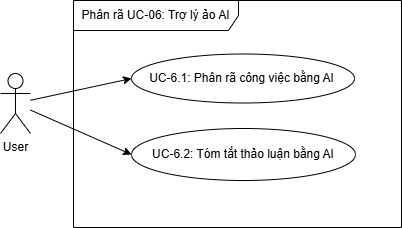 Phân rã UC-06: Trợ lý ảo AI
UC-6.1: Phân rã công việc bằng AI
UC-6.2: Tóm tắt thảo luận bằng AI
User